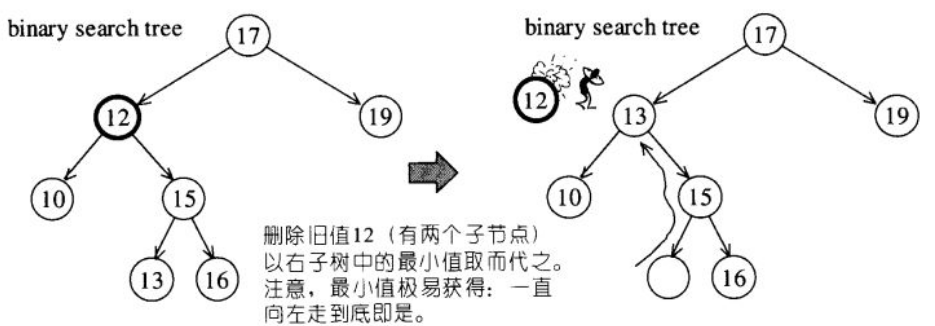 binary search tree
17
12
19
10
15
13
16
binary search tree
12
17
13
19
10
15
16
删除旧值12（有两个子节点）
以右子树中的最小值取而代之。
注意，最小值极易获得：一直
向左走到底即是。